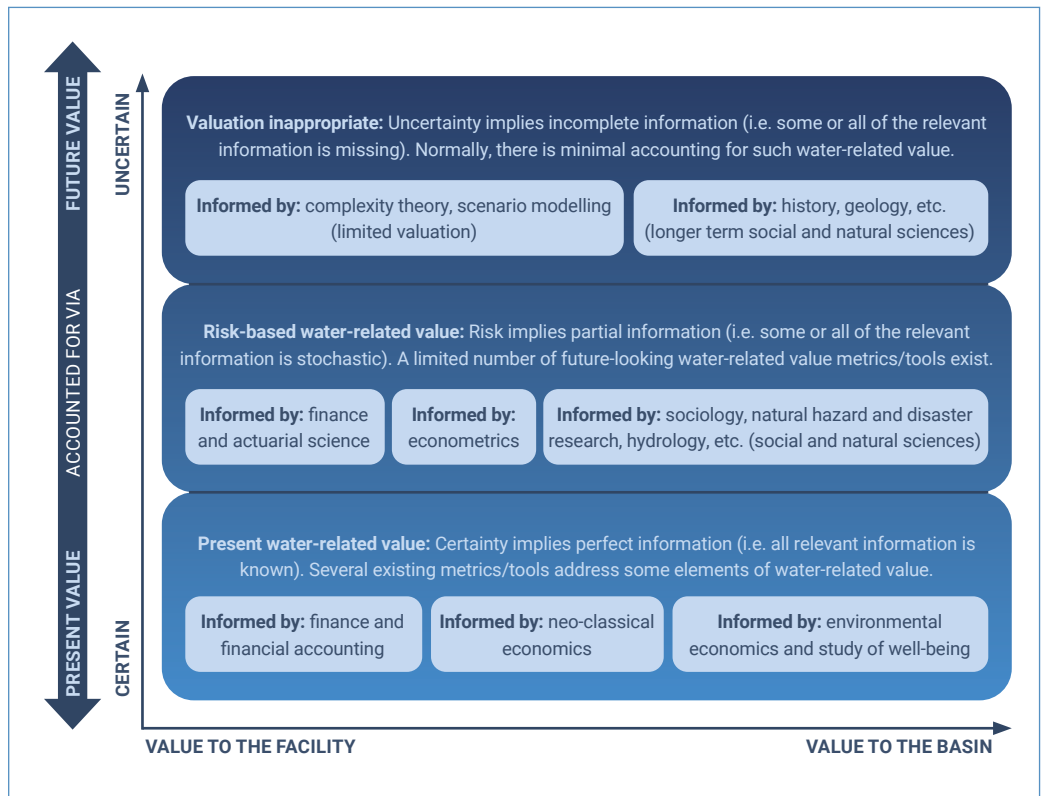 FUTURE VALUE
ACCOUNTED FOR VIA
PRESENT VALUE
UNCERTAIN
CERTAIN
Valuation inappropriate: Uncertainty implies incomplete information (i.e. some or all of the relevant
information is missing). Normally, there is minimal accounting for such water-related value.
Informed by: complexity theory, scenario modelling
(limited valuation)
Informed by: history, geology, etc.
(longer term social and natural sciences)
Risk-based water-related value: Risk implies partial information (i.e. some or all of the relevant
information is stochastic). A limited number of future-looking water-related value metrics/tools exist.
Informed by: finance
and actuarial science
Informed by:
econometrics
Informed by: sociology, natural hazard and disaster
research, hydrology, etc. (social and natural sciences)
Present water-related value: Certainty implies perfect information (i.e. all relevant information is
known). Several existing metrics/tools address some elements of water-related value.
Informed by: finance and
financial accounting
Informed by: neo-classical
economics
Informed by: environmental
economics and study of well-being
VALUE TO THE FACILITY
VALUE TO THE BASIN